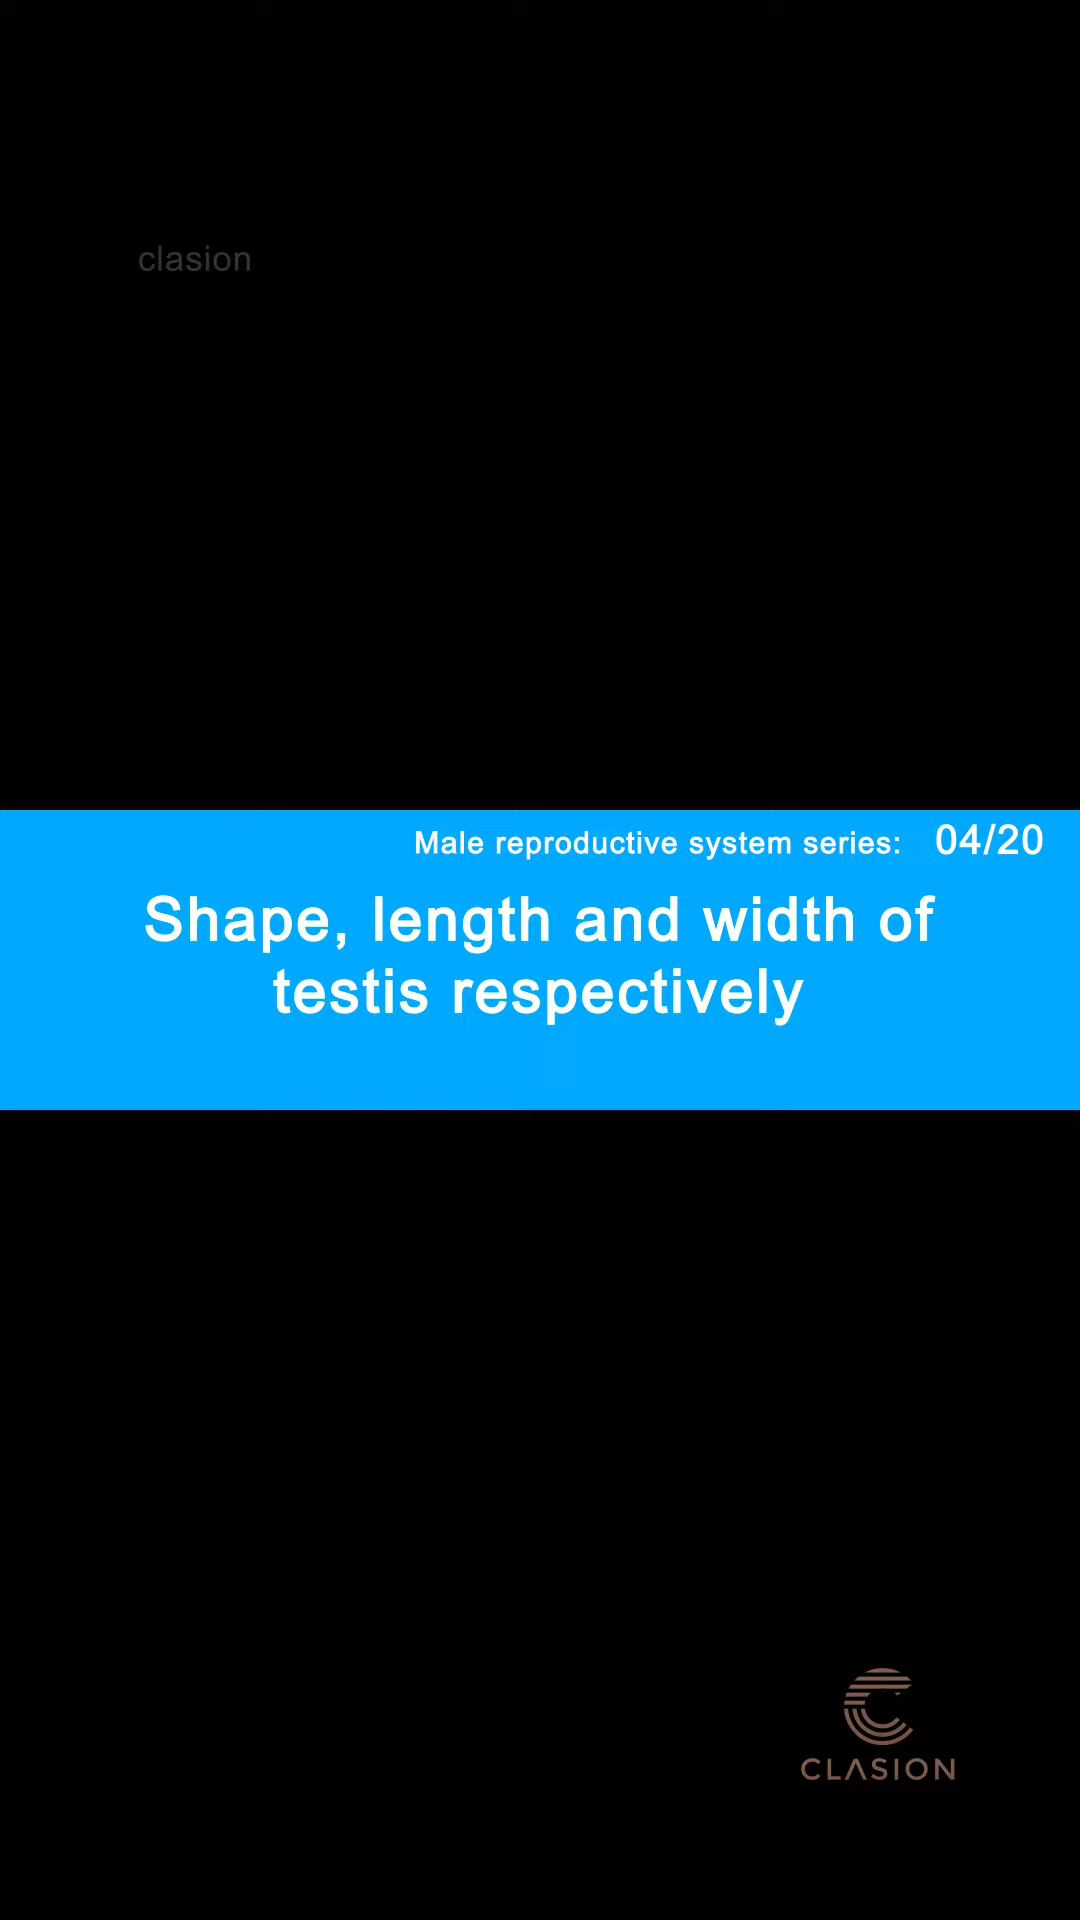 clasion
Male reproductive system series: 04/20
Shape, length and width of
testis respectively
CLASION